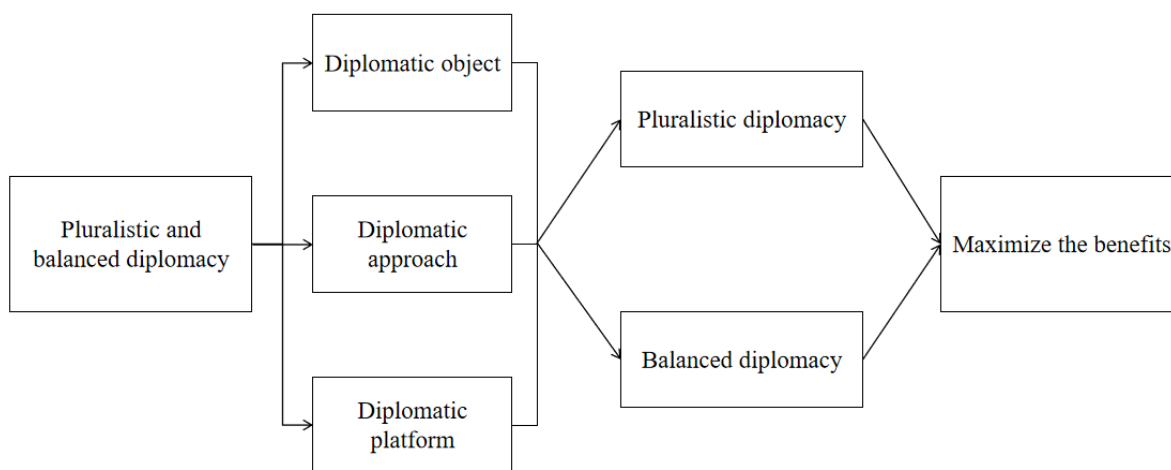 Pluralistic and
balanced diplomacy
Diplomatic object
Diplomatic
approach
Diplomatic
platform
Pluralistic diplomacy
Balanced diplomacy
Maximize the benefits